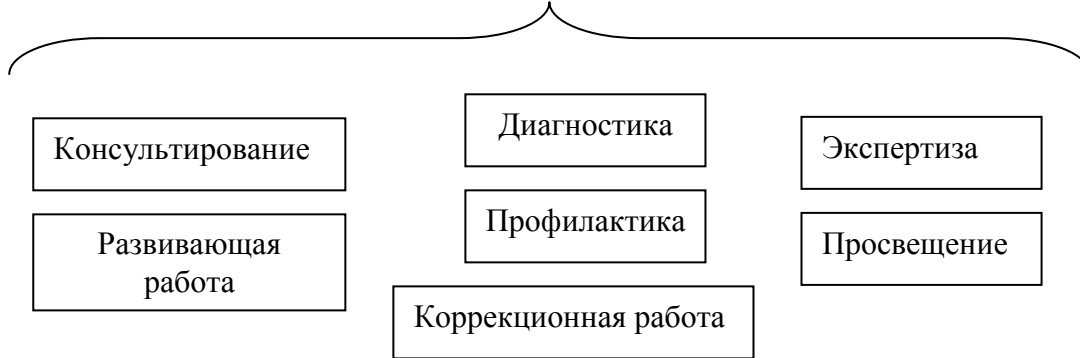 Консультирование
Развивающая
работа
Диагностика
Профилактика
Коррекционная работа
Экспертиза
Просвещение